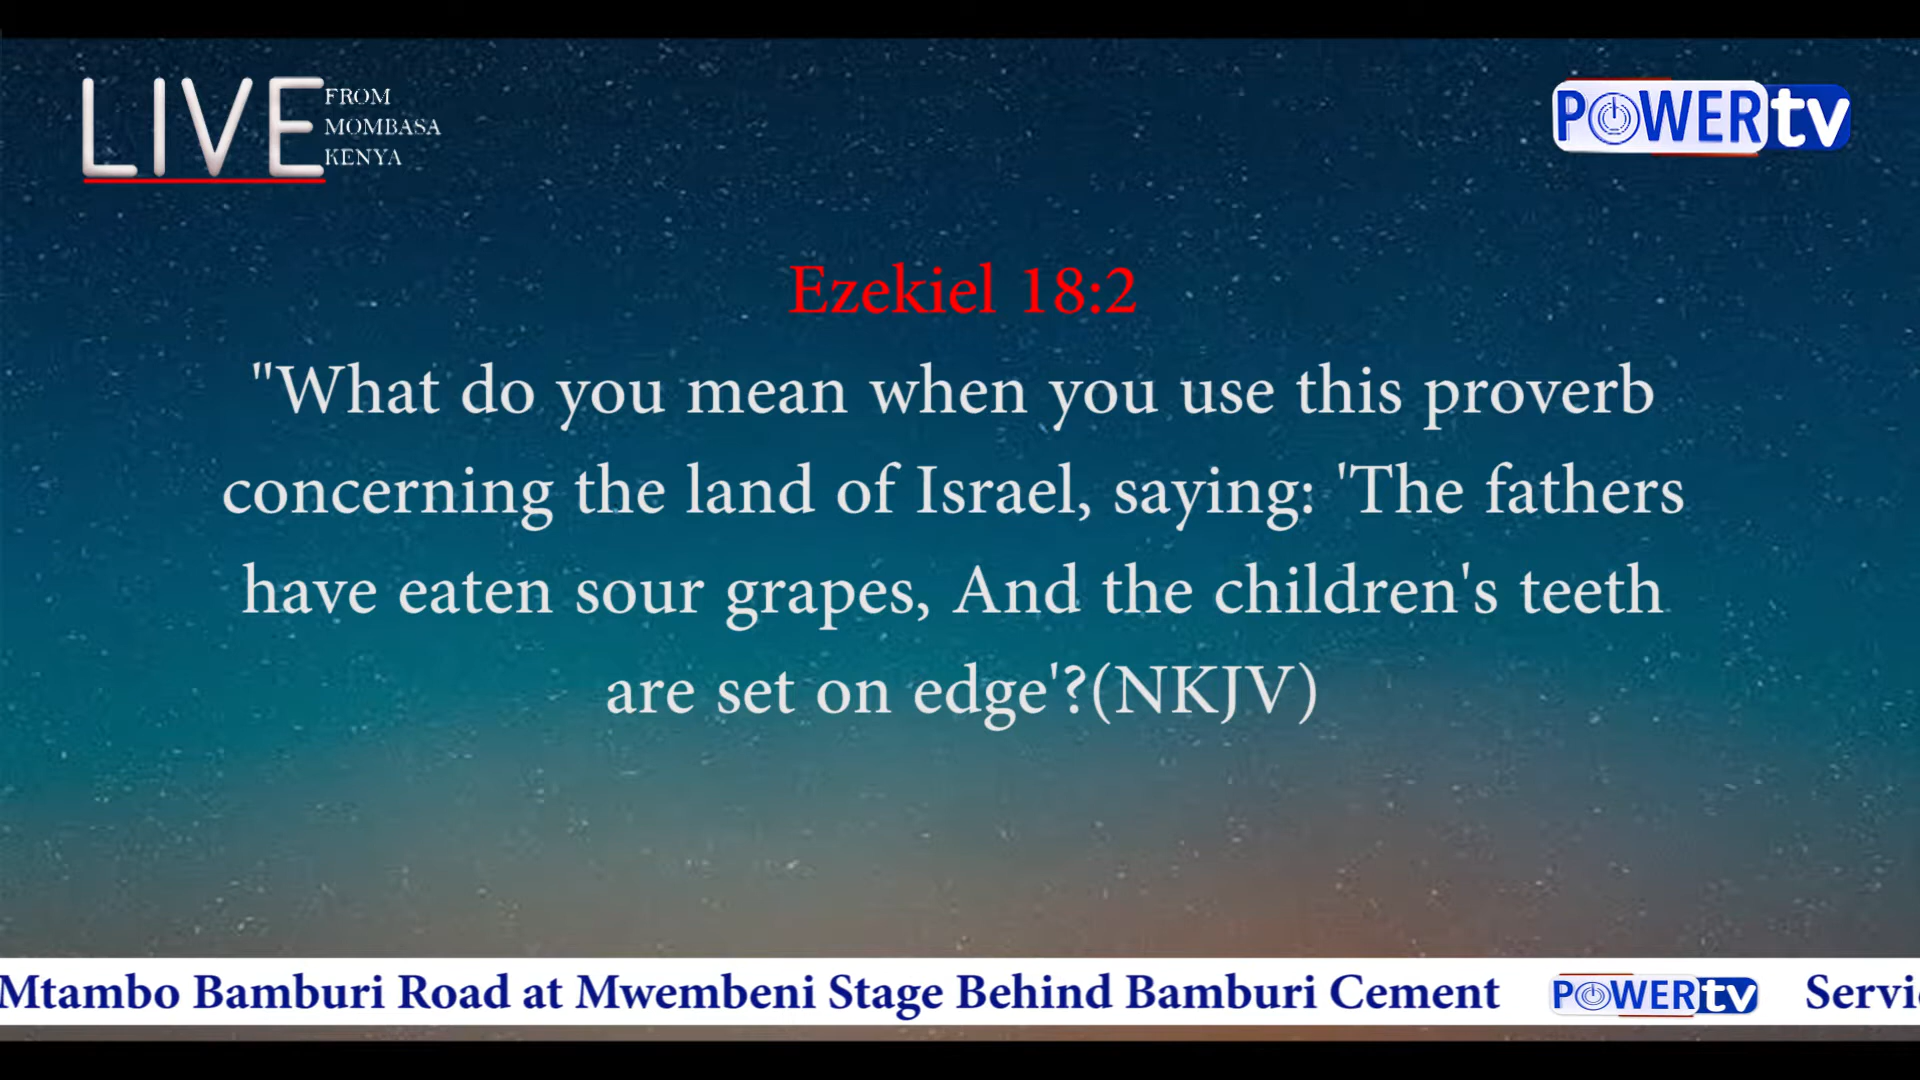 LIVE
FROM
MOMBASA
KENYA
POWERtv
Ezekiel 18:2
"What do you mean when you use this proverb
concerning the land of Israel, saying: 'The fathers
have eaten sour grapes, And the children's teeth
are set on edge'?(NKJV)
Mtambo Bamburi Road at Mwembeni Stage Behind Bamburi Cement POWERtv